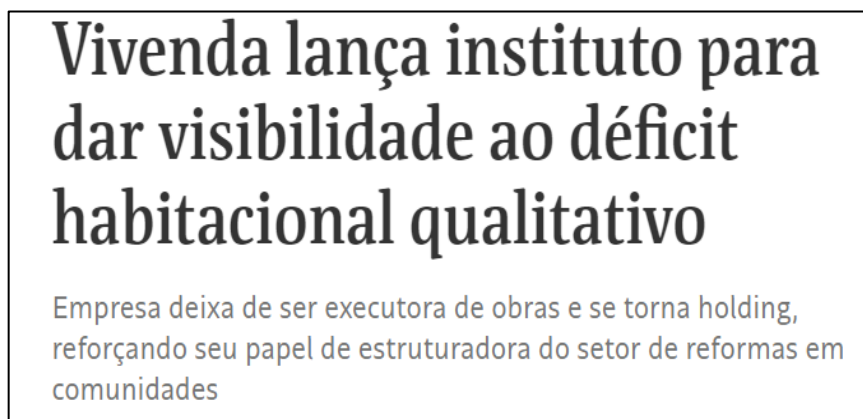 Vivenda lança instituto para
dar visibilidade ao déficit
habitacional qualitativo
Empresa deixa de ser executora de obras e se torna holding,
reforçando seu papel de estruturadora do setor de reformas em
comunidades